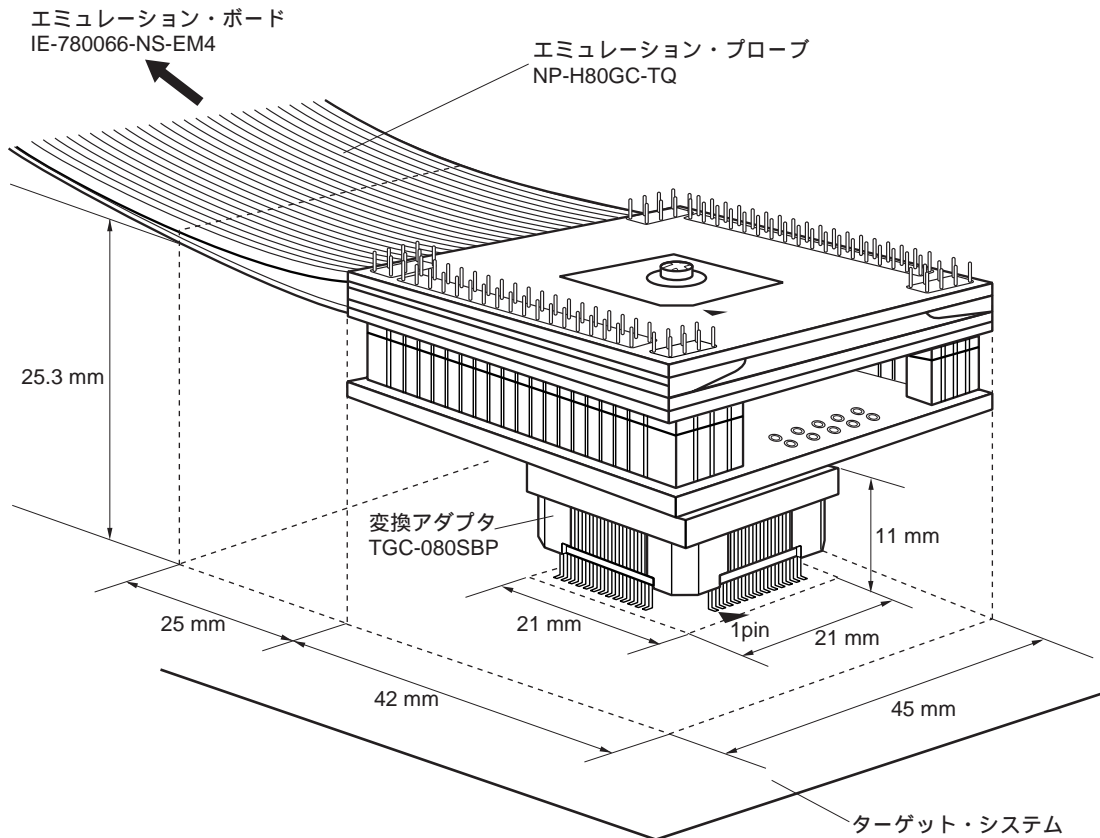 エミュレーション・ボード
IE-780066-NS-EM4
エミュレーション・プローブ
NP-H80GC-TQ
25.3 mm
変換アダプタ
TGC-080SBP
11 mm
25 mm
21 mm
1pin
21 mm
42 mm
45 mm
ターゲット・システム